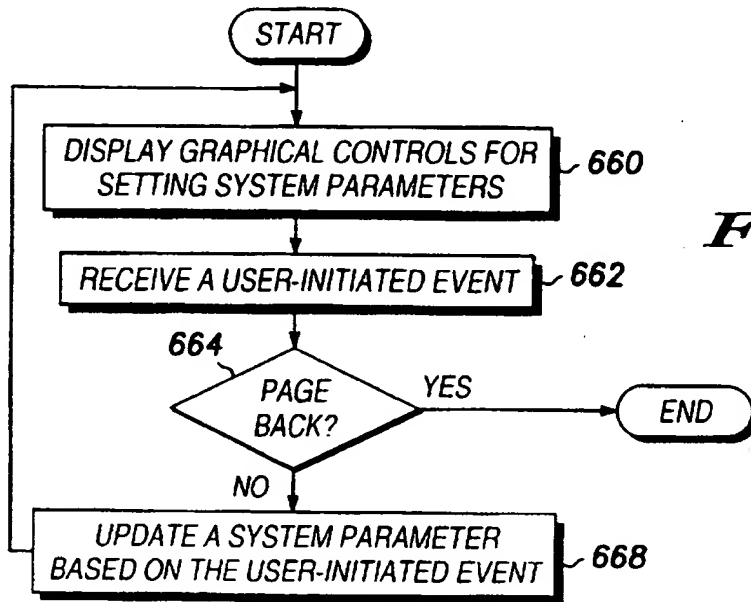 START
DISPLAY GRAPHICAL CONTROLS FOR
SETTING SYSTEM PARAMETERS
660
F
RECEIVE A USER-INITIATED EVENT
662
664
PAGE
BACK?
YES
END
NO
UPDATE A SYSTEM PARAMETER
BASED ON THE USER-INITIATED EVENT
668